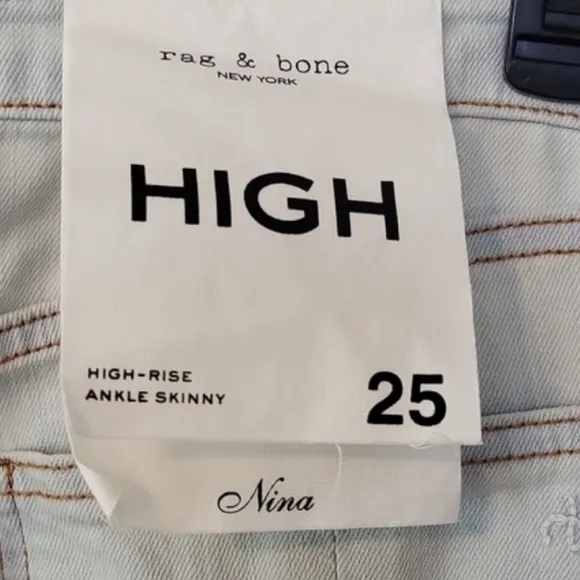 rag & bone
NEW YORK
HIGH
HIGH-RISE
ANKLE SKINNY
25
Nina